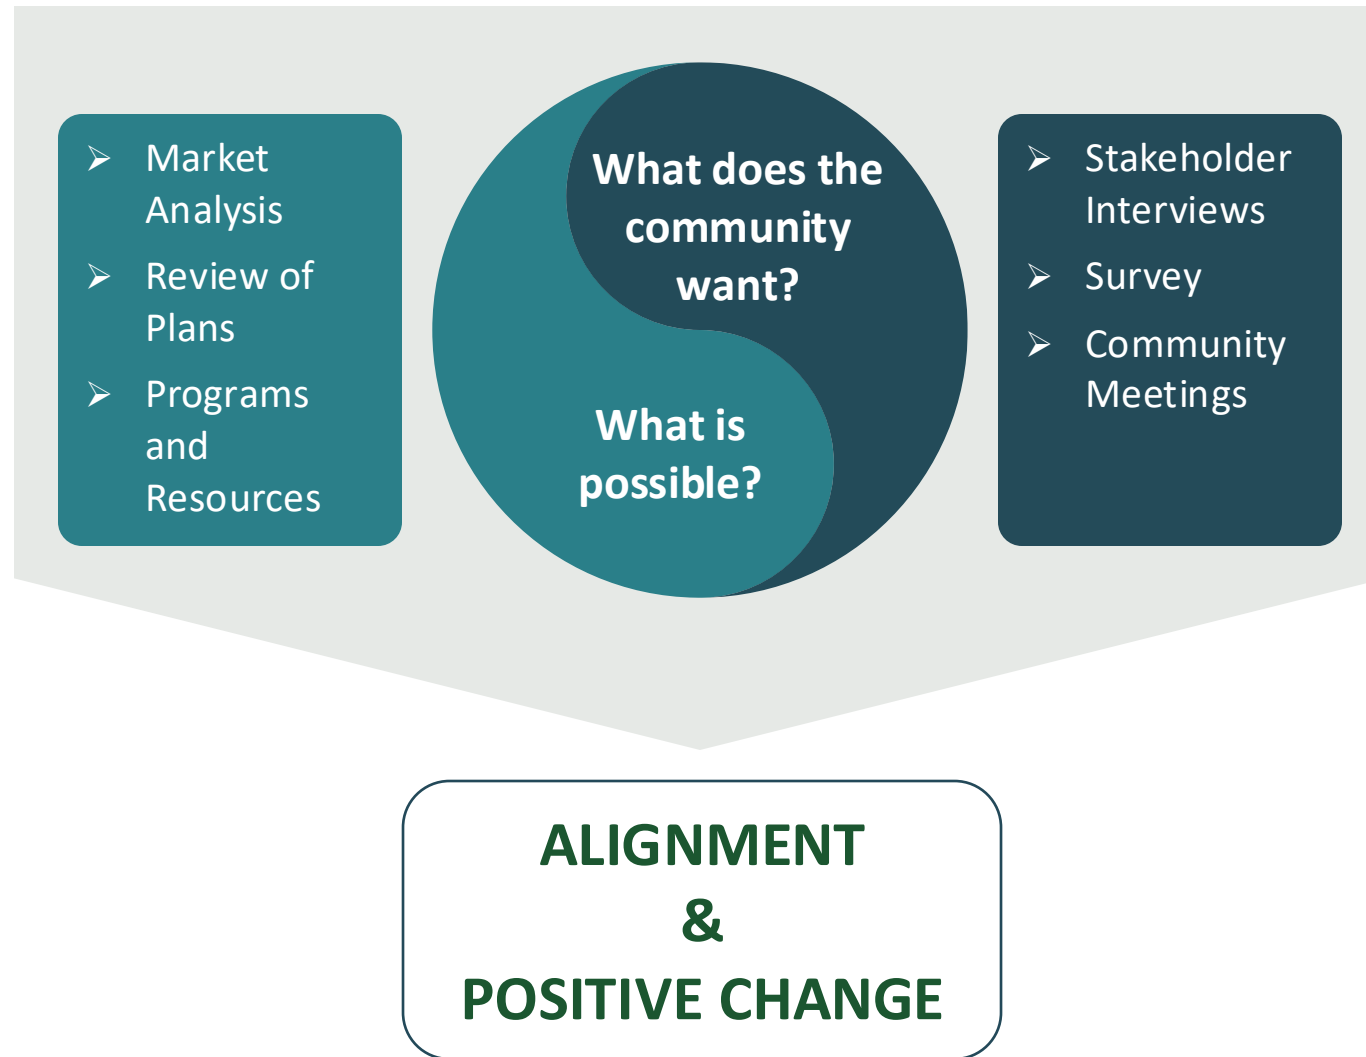 ➢ Market
Analysis
➢ Review of
Plans
➢ Programs
and
Resources
What does the
community
want?
What is
possible?
➢ Stakeholder
Interviews
➢ Survey
➢ Community
Meetings
ALIGNMENT
&
POSITIVE CHANGE